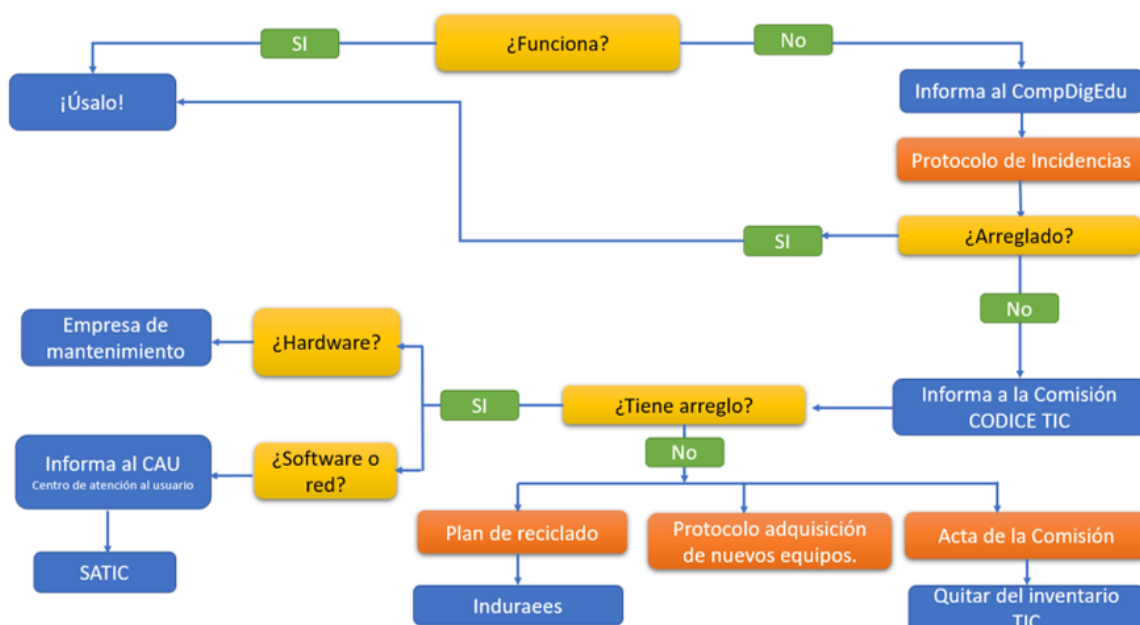 SI
¿Funciona?
No
¡Úsalo!
Informa al CompDigEdu
Protocolo de Incidencias
SI
¿Arreglado?
No
Empresa de
mantenimiento
¿Hardware?
SI
¿Tiene arreglo?
Informa a la Comisión
CODICE TIC
No
Informa al CAU
Centro de atención al usuario
¿Software o
red?
Plan de reciclado
Protocolo adquisición
de nuevos equipos.
Acta de la Comisión
SATIC
Induraees
Quitar del inventario
TIC